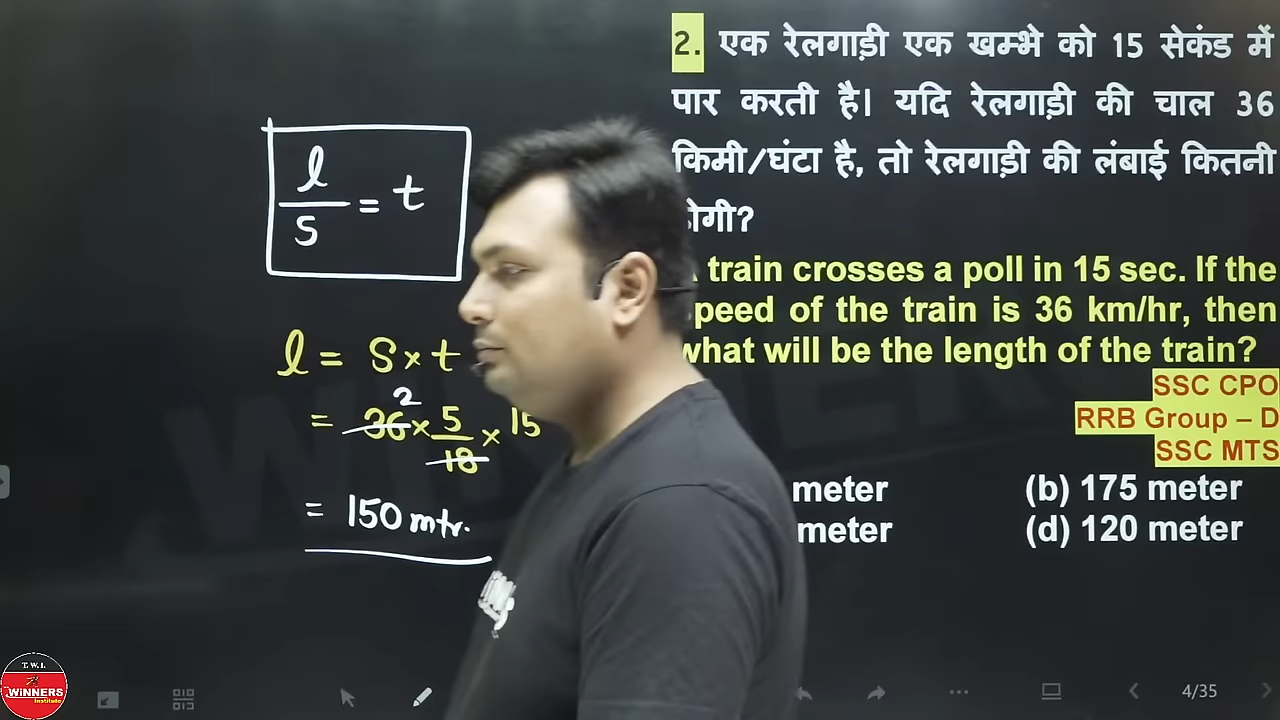 2. एक रेलगाड़ी एक खम्भे को 15 सेकंड में
पार करती है। यदि रेलगाड़ी की चाल 36
किमी/घंटा है, तो रेलगाड़ी की लंबाई कितनी
train crosses a poll in 15 sec. If the
of the train is 36 km/hr, then
what will be the length of the train?
SSC CPO
RRB Group – D
SSC MTS
meter
(b) 175 meter
meter
(d) 120 meter
l/s = t
l = s × t
= 36 × 5/18 × 15
2
= 150 mtr.
T.W.I.
WINNERS
Institute
4/35